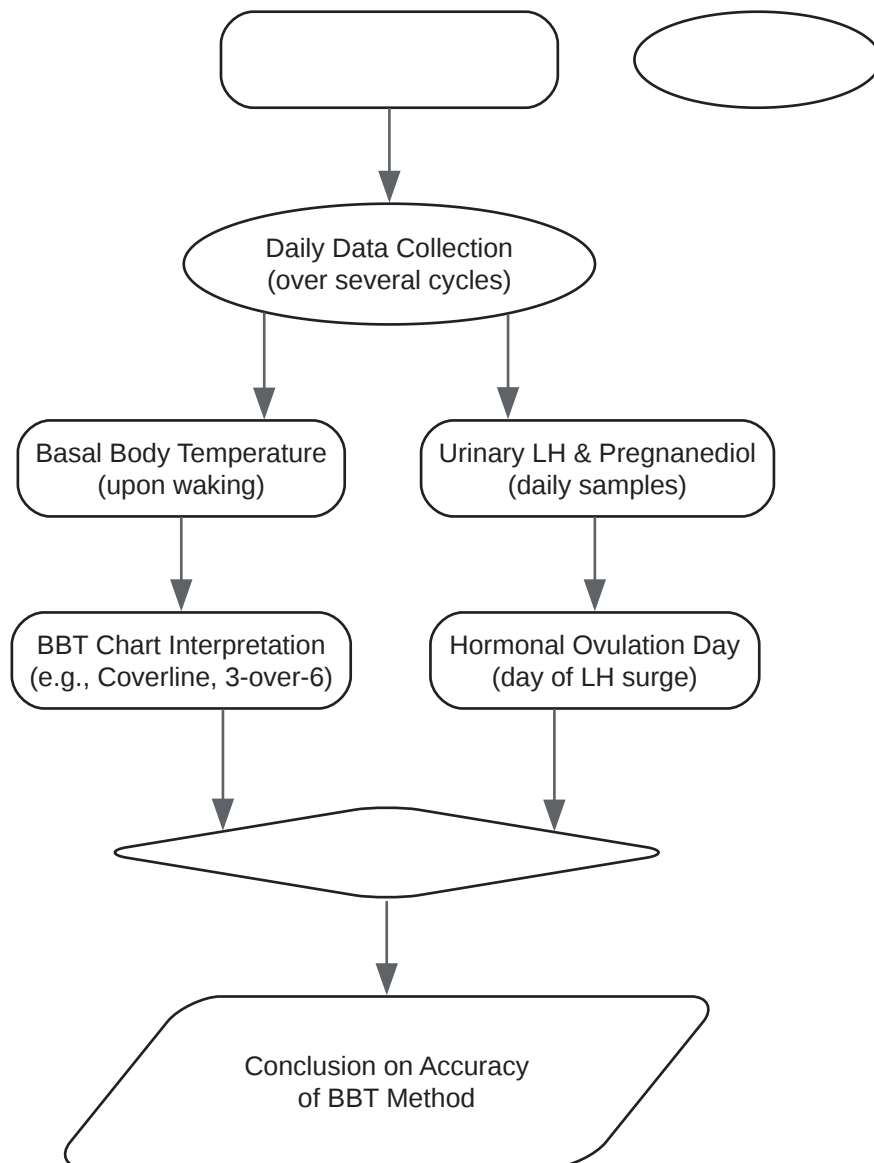 Daily Data Collection
(over several cycles)
Basal Body Temperature
(upon waking)
Urinary LH & Pregnanediol
(daily samples)
BBT Chart Interpretation
(e.g., Coverline, 3-over-6)
Hormonal Ovulation Day
(day of LH surge)
Conclusion on Accuracy
of BBT Method